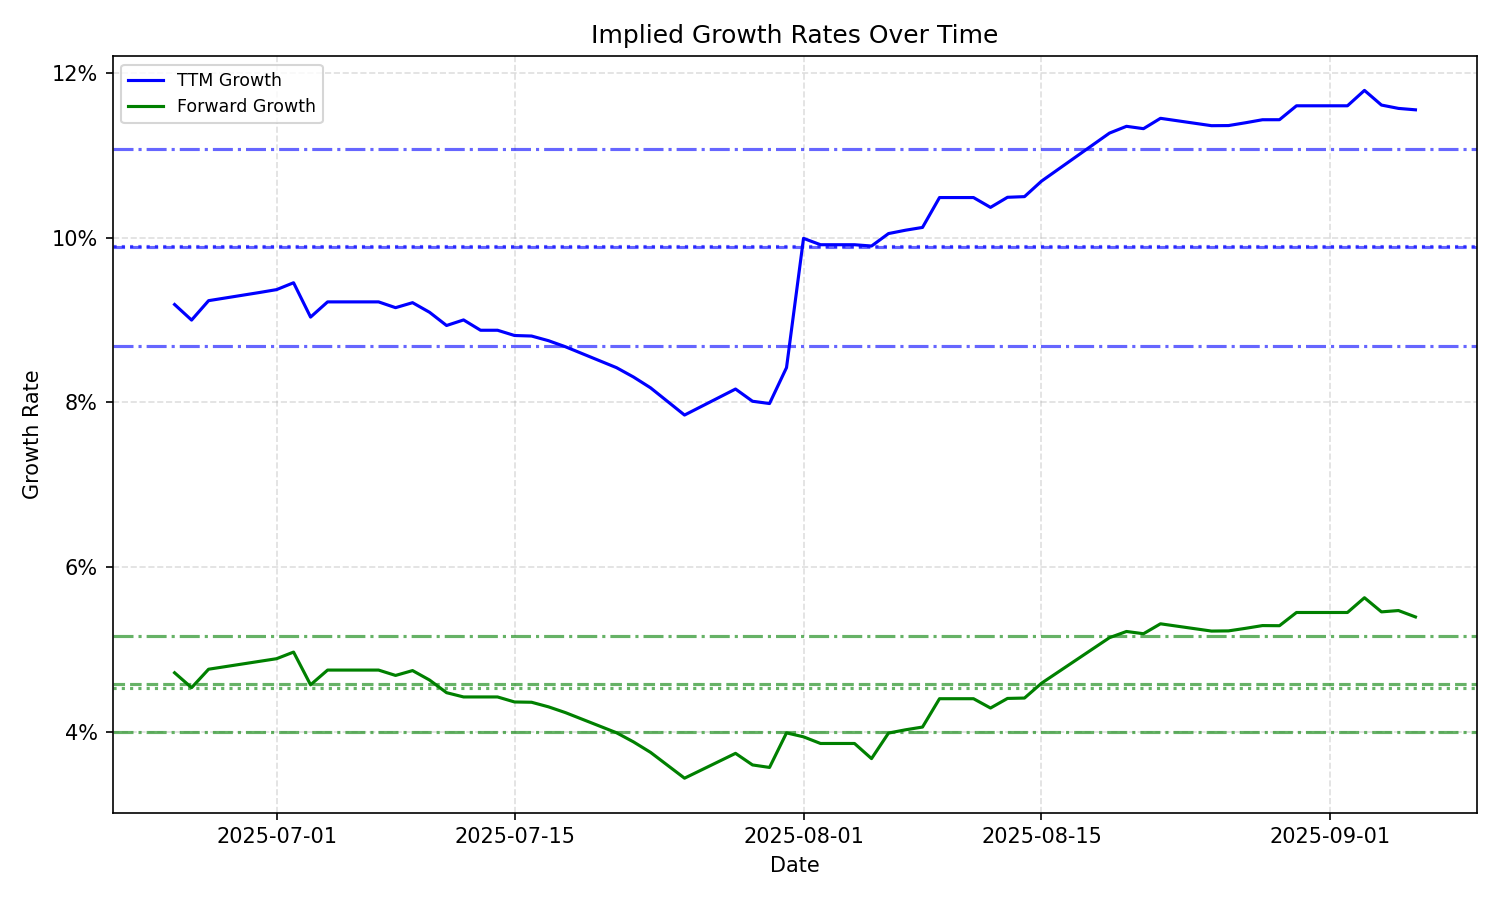 Implied Growth Rates Over Time
TTM Growth
Forward Growth
12%
10%
8%
6%
4%
Growth Rate
2025-07-01
2025-07-15
2025-08-01
2025-08-15
2025-09-01
Date